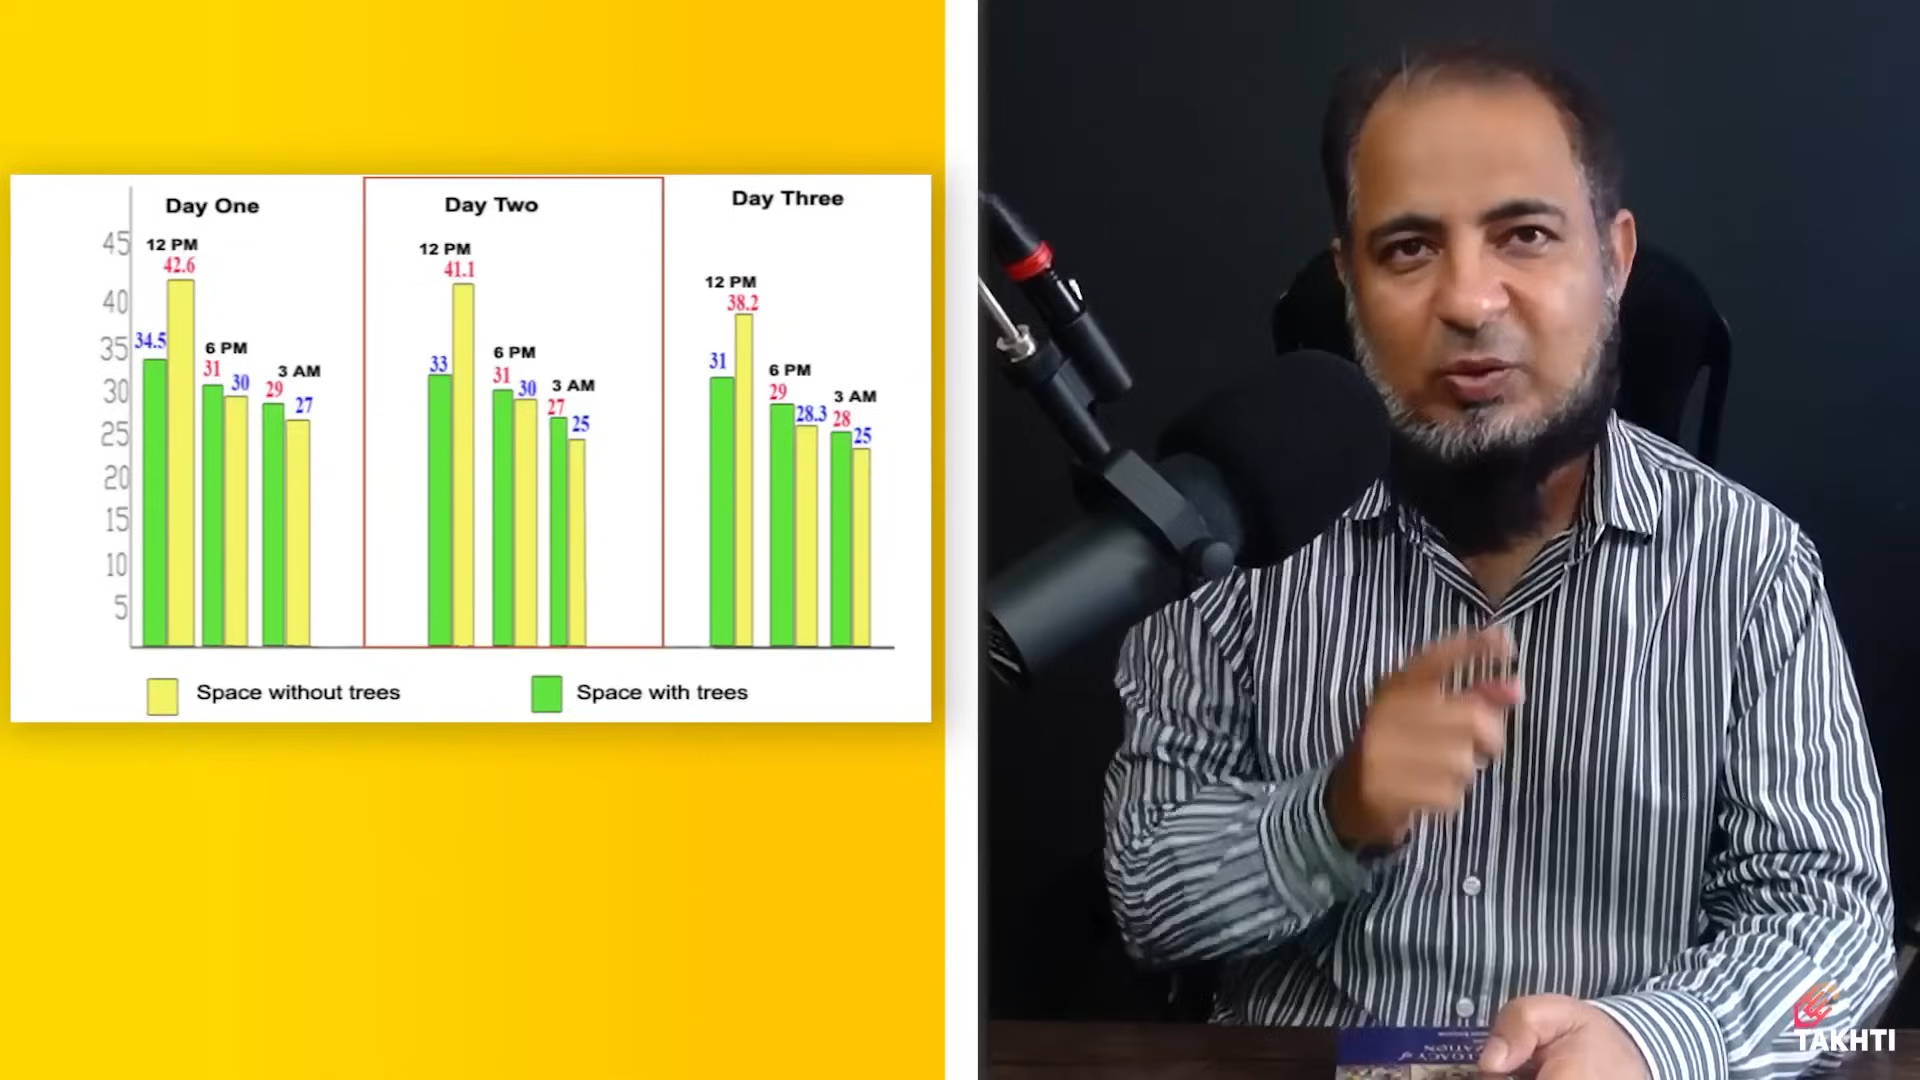 Day One
Day Two
Day Three
45
40
35
30
25
20
15
10
5
12 PM
42.6
34.5
6 PM
31
30
3 AM
29
27
12 PM
41.1
33
6 PM
31
30
3 AM
27
25
12 PM
38.2
31
6 PM
29
28.3
3 AM
28
25
Space without trees
Space with trees
LEGACY of
TAKHTI